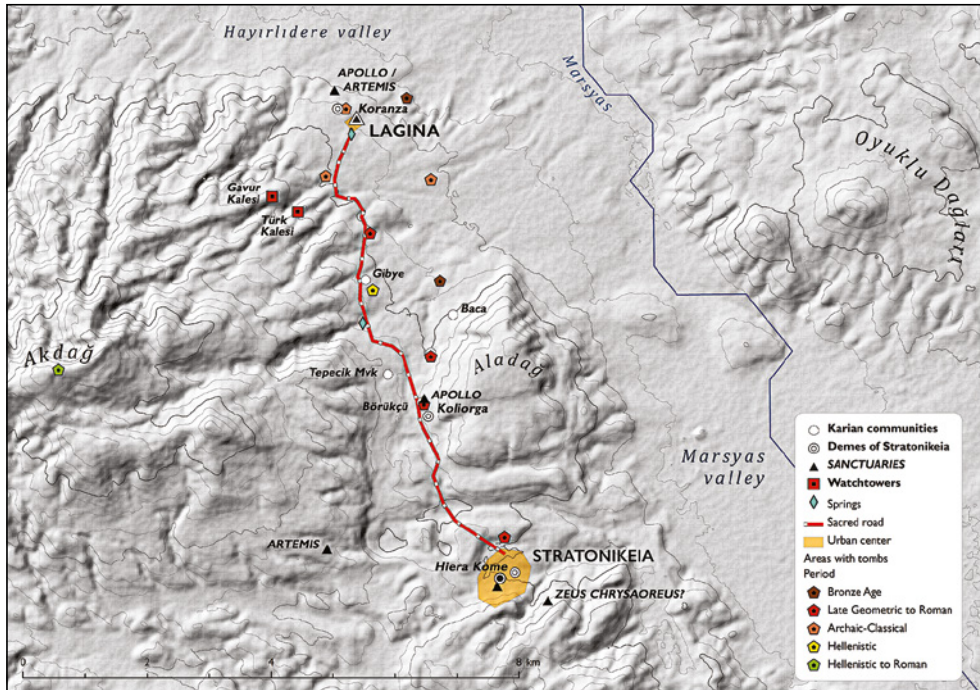 Hayırlıdere valley
Marsyas
APOLLO /
ARTEMIS
Koranza
LAGINA
Oyuklu Dağları
Gavur
Kalesi
Türk
Kalesi
Gibye
Baca
Akdağ
Aladağ
Tepecik Mvk
APOLLO
Börükçü
Koliorga
Marsyas
valley
ARTEMIS
STRATONIKEIA
Hiera Kome
ZEUS CHRYSAOREUS?
0
2
4
8 km
Karian communities
Demes of Stratonikeia
SANCTUARIES
Watchtowers
Springs
Sacred road
Urban center
Areas with tombs
Period
Bronze Age
Late Geometric to Roman
Archaic-Classical
Hellenistic
Hellenistic to Roman